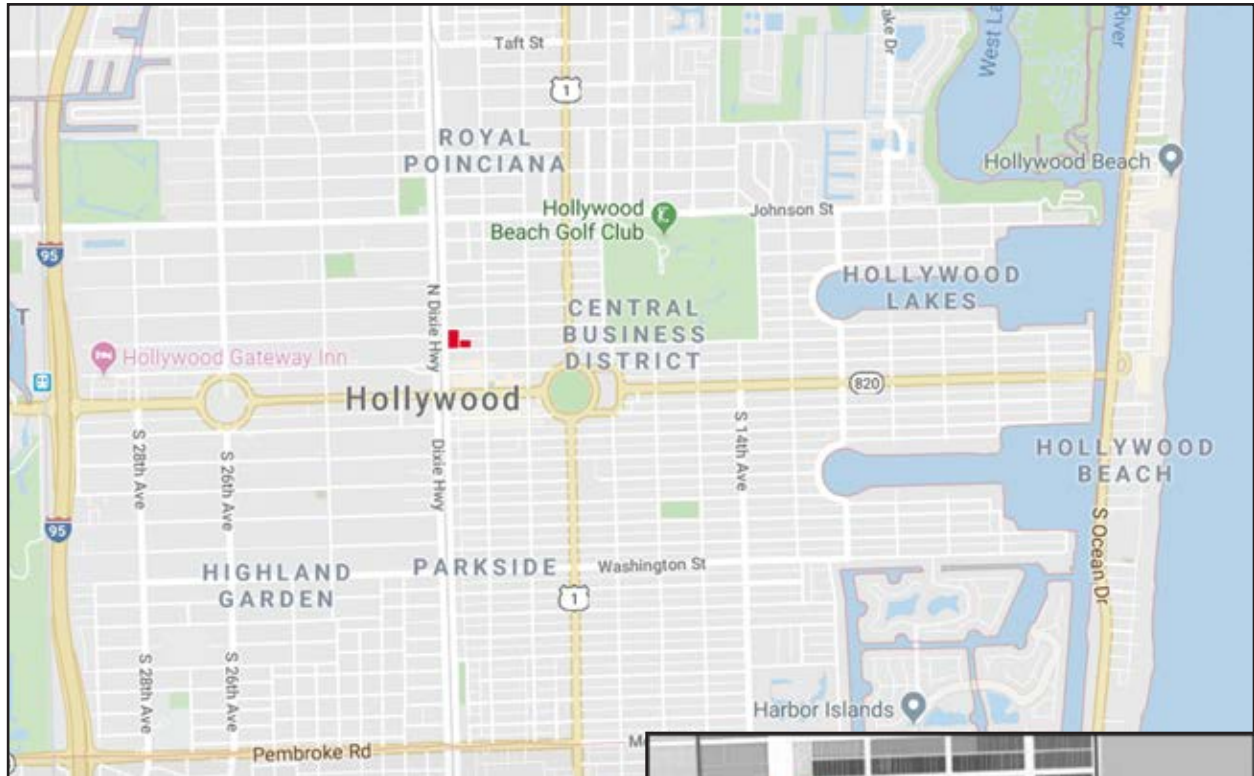 Taft St
Lake Dr
West La
River
1
ROYAL
POINCIANA
Hollywood Beach
Hollywood
Beach Golf Club
Johnson St
95
N Dixie Hwy
HOLLYWOOD
LAKES
T
CENTRAL
BUSINESS
DISTRICT
Hollywood Gateway Inn
820
Hollywood
S 28th Ave
S 26th Ave
Dixie Hwy
S 14th Ave
HOLLYWOOD
BEACH
95
S Ocean Dr
HIGHLAND
GARDEN
PARKSIDE
Washington St
1
S 28th Ave
S 26th Ave
Harbor Islands
Pembroke Rd